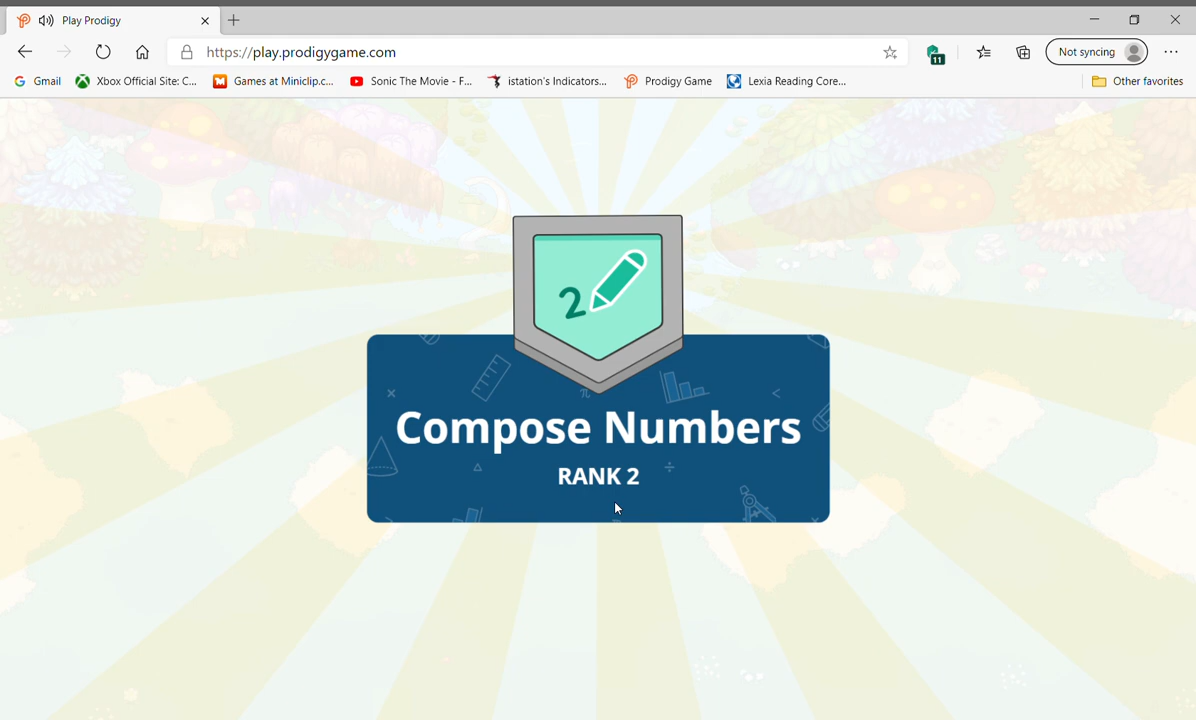 Play Prodigy
https://play.prodigygame.com
11
Not syncing
Gmail
Xbox Official Site: C...
Games at Miniclip.c...
Sonic The Movie - F...
istation's Indicators...
Prodigy Game
Lexia Reading Core...
Other favorites
2
Compose Numbers
RANK 2